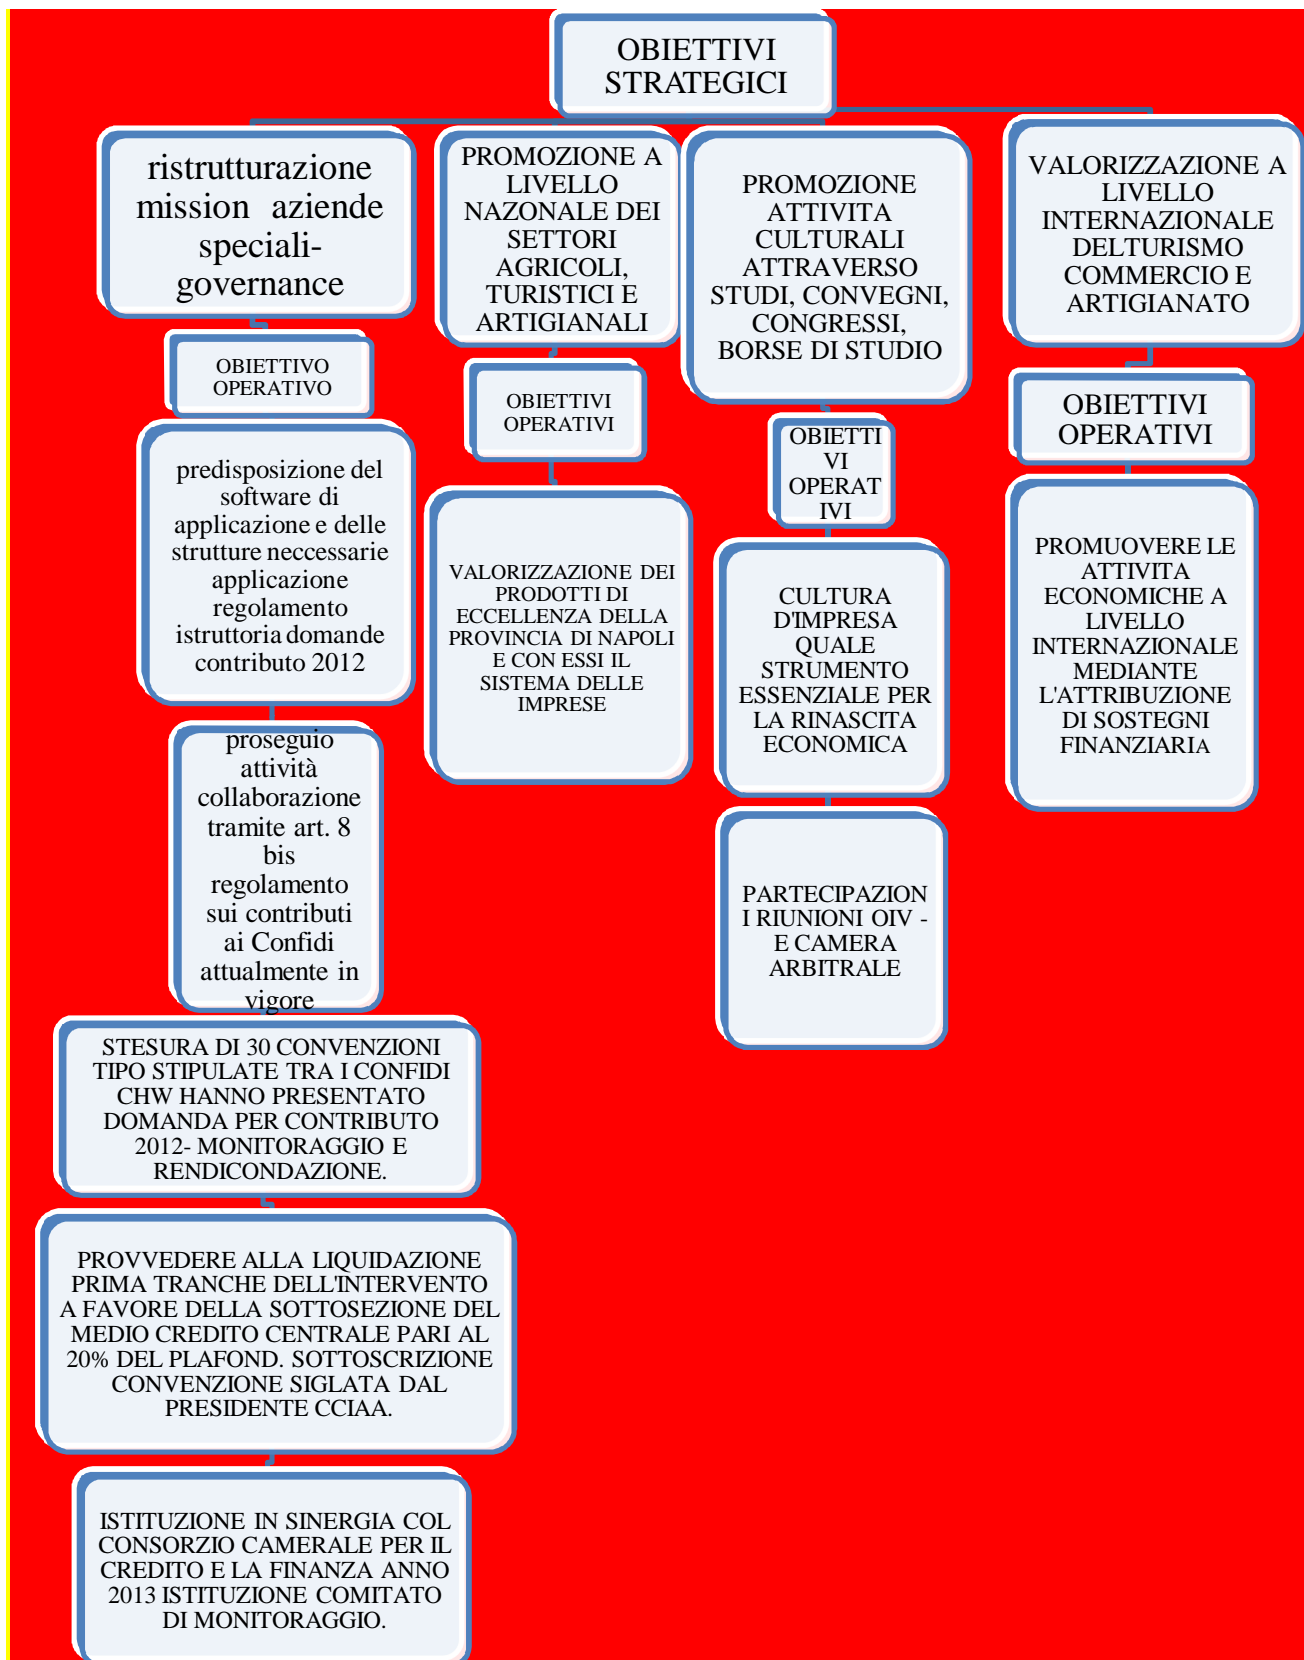 OBIETTIVI
STRATEGICI
ristrutturazione
mission aziende
speciali-
governance
OBIETTIVO
OPERATIVO
predisposizione del
software di
applicazione e delle
strutture neccessarie
applicazione
regolamento
istruttoria domande
contributo 2012
proseguio
attività
collaborazione
tramite art. 8
bis
regolamento
sui contributi
ai Confidi
attualmente in
vigore
STESURA DI 30 CONVENZIONI
TIPO STIPULATE TRA I CONFIDI
CHW HANNO PRESENTATO
DOMANDA PER CONTRIBUTO
2012- MONITORAGGIO E
RENDICONDAZIONE.
PROVVEDERE ALLA LIQUIDAZIONE
PRIMA TRANCHE DELL'INTERVENTO
A FAVORE DELLA SOTTOSEZIONE DEL
MEDIO CREDITO CENTRALE PARI AL
20% DEL PLAFOND. SOTTOSCRIZIONE
CONVENZIONE SIGLATA DAL
PRESIDENTE CCIAA.
ISTITUZIONE IN SINERGIA COL
CONSORZIO CAMERALE PER IL
CREDITO E LA FINANZA ANNO
2013 ISTITUZIONE COMITATO
DI MONITORAGGIO.
PROMOZIONE A
LIVELLO
NAZONALE DEI
SETTORI
AGRICOLI,
TURISTICI E
ARTIGIANALI
OBIETTIVI
OPERATIVI
VALORIZZAZIONE DEI
PRODOTTI DI
ECCELLENZA DELLA
PROVINCIA DI NAPOLI
E CON ESSI IL
SISTEMA DELLE
IMPRESE
PROMOZIONE
ATTIVITA
CULTURALI
ATTRAVERSO
STUDI, CONVEGNI,
CONGRESSI,
BORSE DI STUDIO
OBIETTI
VI
OPERAT
IVI
CULTURA
D'IMPRESA
QUALE
STRUMENTO
ESSENZIALE PER
LA RINASCITA
ECONOMICA
PARTECIPAZION
I RIUNIONI OIV -
E CAMERA
ARBITRALE
VALORIZZAZIONE A
LIVELLO
INTERNAZIONALE
DELTURISMO
COMMERCIO E
ARTIGIANATO
OBIETTIVI
OPERATIVI
PROMUOVERE LE
ATTIVITA
ECONOMICHE A
LIVELLO
INTERNAZIONALE
MEDIANTE
L'ATTRIBUZIONE
DI SOSTEGNI
FINANZIARIA